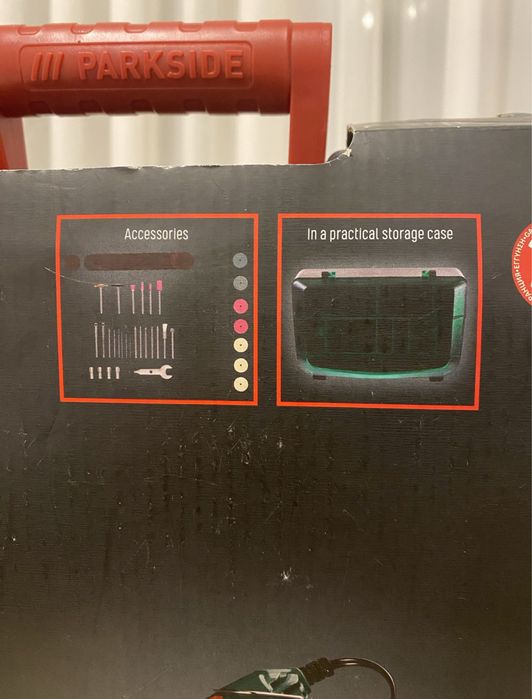 PARKSIDE
Accessories
In a practical storage case